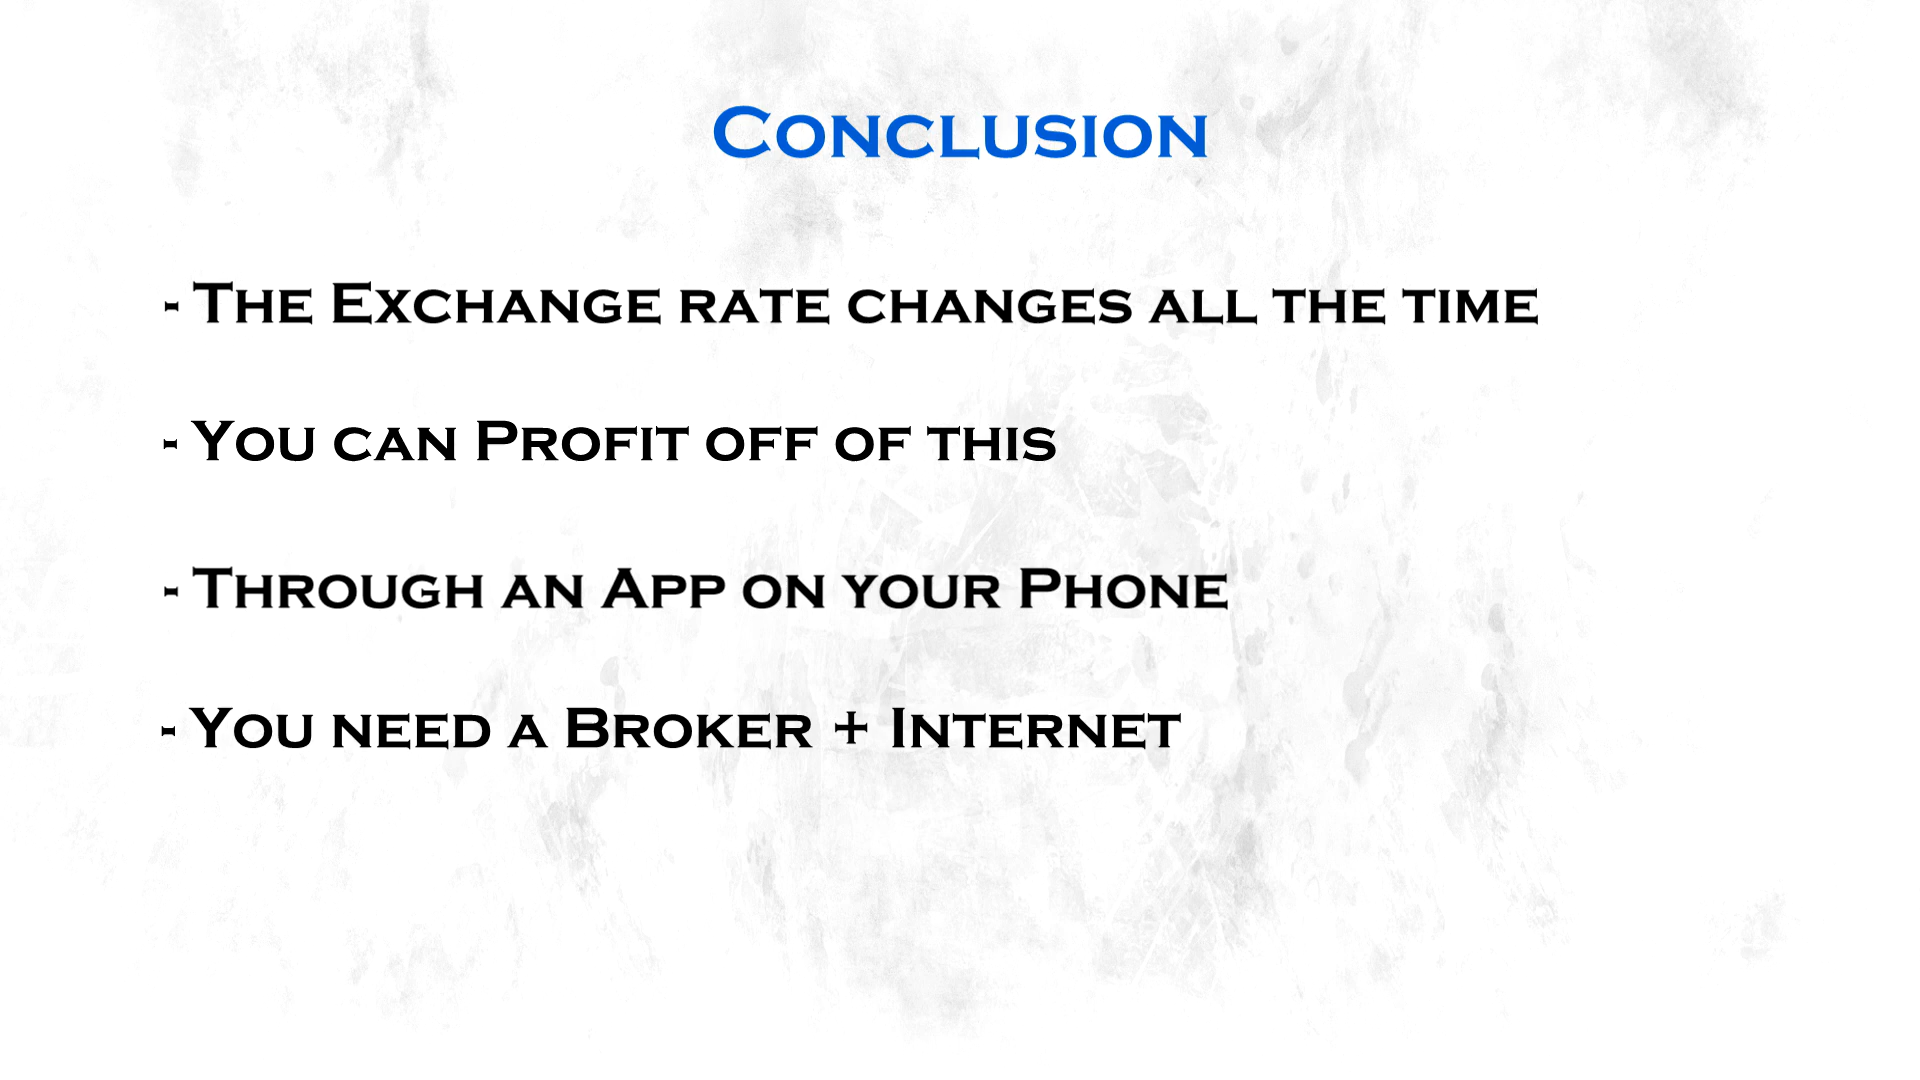 Conclusion
- The Exchange rate changes all the time
- You can Profit off of this
- Through an App on your Phone
- You need a Broker + Internet